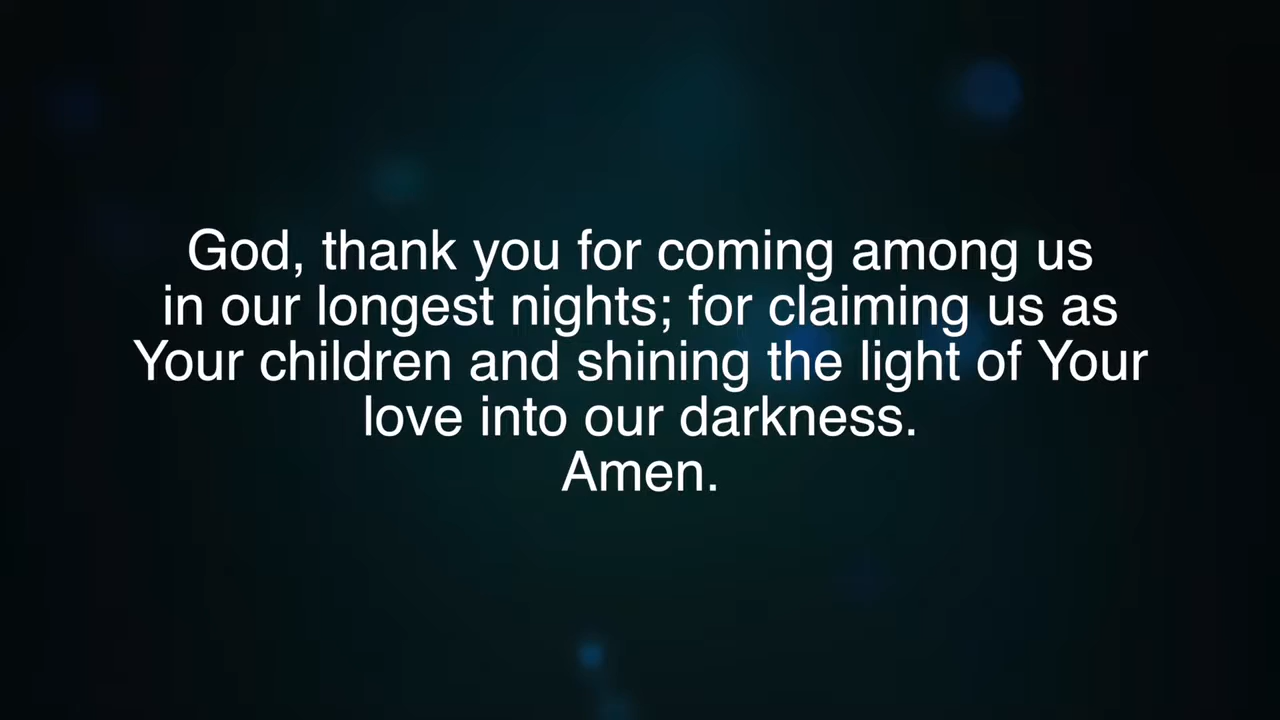 God, thank you for coming among us
in our longest nights; for claiming us as
Your children and shining the light of Your
love into our darkness.
Amen.